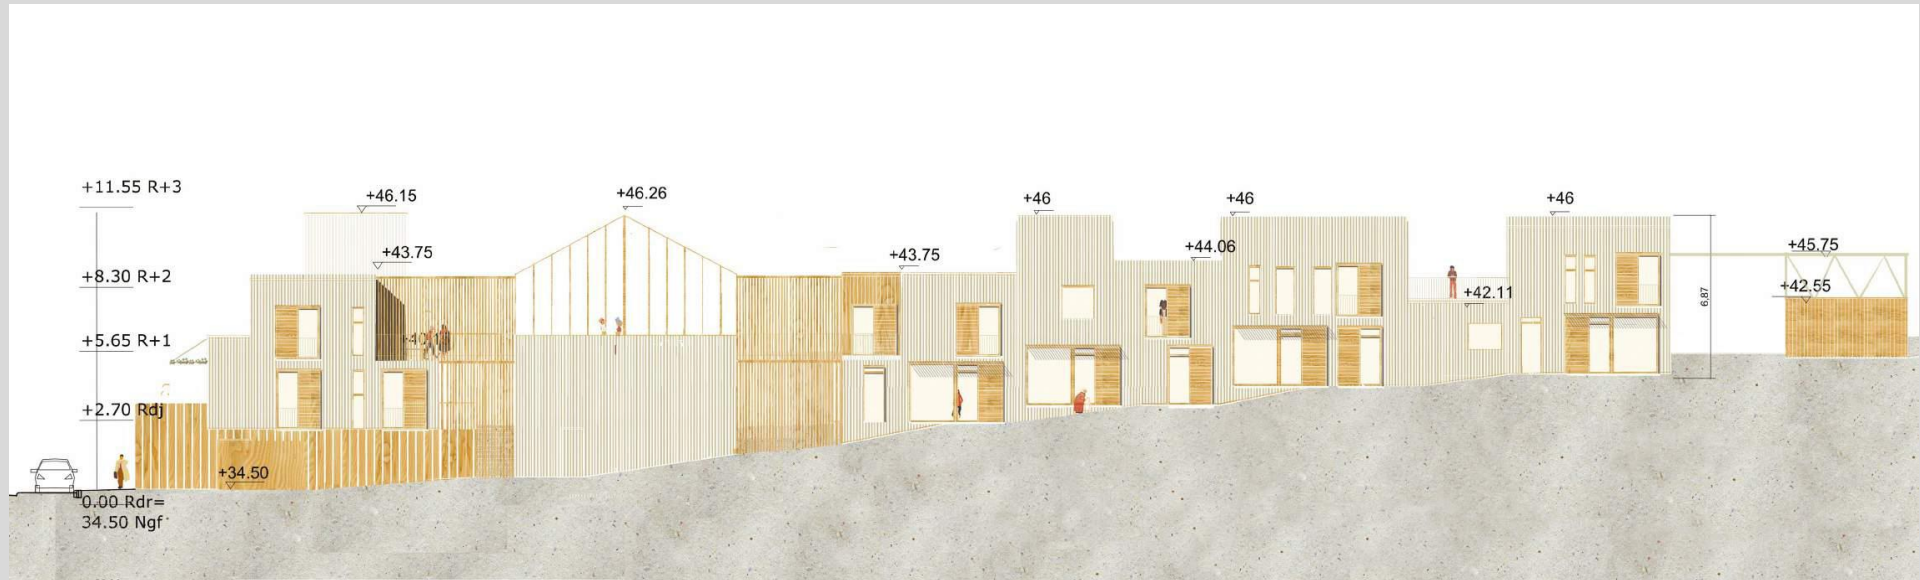 +11.55 R+3
+46.15
+46.26
+46
+46
+46
+43.75
+43.75
+44.06
+45.75
+8.30 R+2
+42.11
+42.55
6,87
+5.65 R+1
+2.70 Rdj
+34.50
0.00 Rdr=
34.50 Ngf